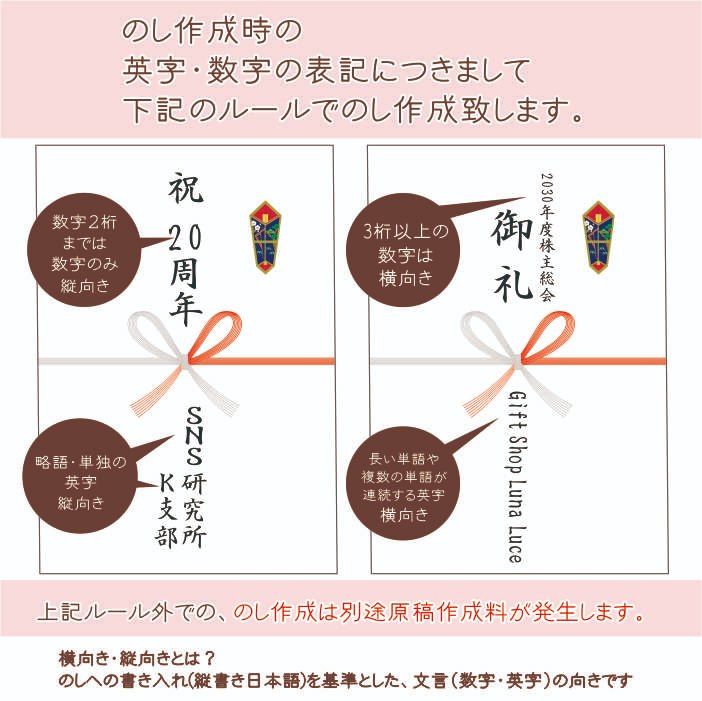 のし作成時の
英字・数字の表記につきまして
下記のルールでのし作成致します。
数字2桁
までは
数字のみ
縦向き
祝
20周年
略語・単独の
英字
縦向き
SNS研究所
K支部
3桁以上の
数字は
横向き
2030年度株主総会
御礼
長い単語や
複数の単語が
連続する英字
横向き
Gift Shop Luna Luce
上記ルール外での、のし作成は別途原稿作成料が発生します。
横向き・縦向きとは？
のしへの書き入れ(縦書き日本語)を基準とした、文言（数字・英字）の向きです